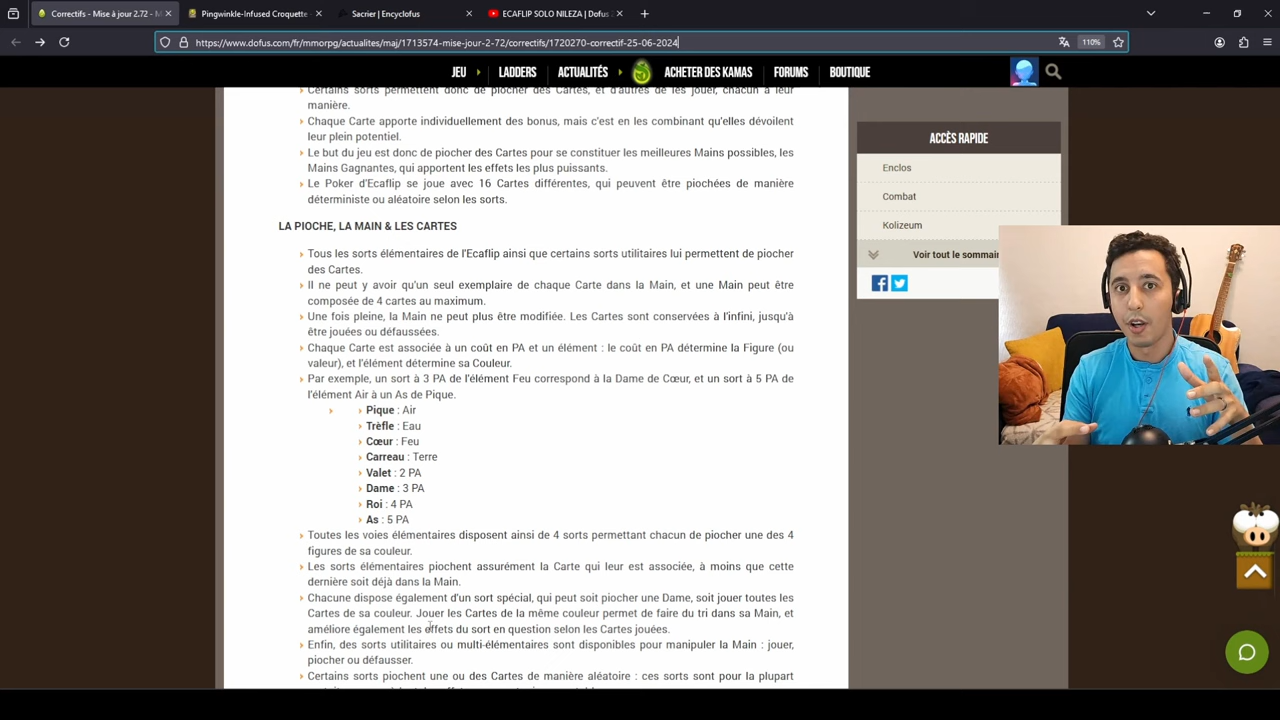 Correctifs - Mise à jour 2.72 - M
Pingwinkle-Infused Croquette
Sacrier | Encyclofus
ECAFLIP SOLO NILEZA | Dofus
https://www.dofus.com/fr/mmorpg/actualites/maj/1713574-mise-jour-2-72/correctifs/1720270-correctif-25-06-2024
110%
JEU
LADDERS
ACTUALITÉS
ACHETER DES KAMAS
FORUMS
BOUTIQUE
Certains sorts permettent donc de piocher des Cartes, et d'autres de les jouer, chacun à leur
manière.
Chaque Carte apporte individuellement des bonus, mais c'est en les combinant qu'elles dévoilent
leur plein potentiel.
Le but du jeu est donc de piocher des Cartes pour se constituer les meilleures Mains possibles, les
Mains Gagnantes, qui apportent les effets les plus puissants.
Le Poker d'Ecaflip se joue avec 16 Cartes différentes, qui peuvent être piochées de manière
déterministe ou aléatoire selon les sorts.
LA PIOCHE, LA MAIN & LES CARTES
Tous les sorts élémentaires de l'Ecaflip ainsi que certains sorts utilitaires lui permettent de piocher
des Cartes.
Il ne peut y avoir qu'un seul exemplaire de chaque Carte dans la Main, et une Main peut être
composée de 4 cartes au maximum.
Une fois pleine, la Main ne peut plus être modifiée. Les Cartes sont conservées à l'infini, jusqu'à
être jouées ou défaussées.
Chaque Carte est associée à un coût en PA et un élément : le coût en PA détermine la Figure (ou
valeur), et l'élément détermine sa Couleur.
Par exemple, un sort à 3 PA de l'élément Feu correspond à la Dame de Cœur, et un sort à 5 PA de
l'élément Air à un As de Pique.
Pique : Air
Trèfle : Eau
Cœur : Feu
Carreau : Terre
Valet : 2 PA
Dame : 3 PA
Roi : 4 PA
As : 5 PA
Toutes les voies élémentaires disposent ainsi de 4 sorts permettant chacun de piocher une des 4
figures de sa couleur.
Les sorts élémentaires piochent assurément la Carte qui leur est associée, à moins que cette
dernière soit déjà dans la Main.
Chacune dispose également d'un sort spécial, qui peut soit piocher une Dame, soit jouer toutes les
Cartes de sa couleur. Jouer les Cartes de la même couleur permet de faire du tri dans sa Main, et
améliore également les effets du sort en question selon les Cartes jouées.
Enfin, des sorts utilitaires ou multi-élémentaires sont disponibles pour manipuler la Main : jouer,
piocher ou défausser.
Certains sorts piochent une ou des Cartes de manière aléatoire : ces sorts sont pour la plupart
ACCÈS RAPIDE
Enclos
Combat
Kolizeum
Voir tout le sommair